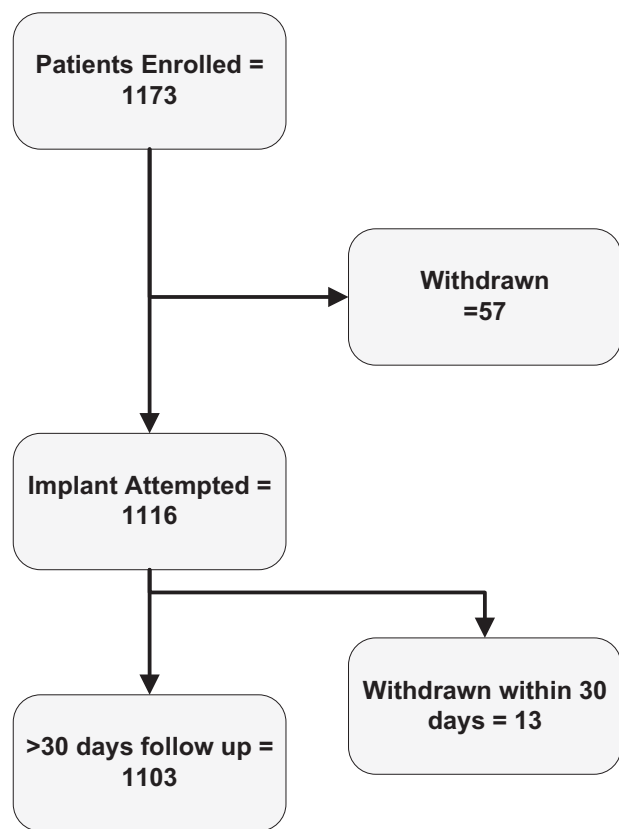 Patients Enrolled =
1173
Withdrawn
=57
Implant Attempted =
1116
Withdrawn within 30
days = 13
>30 days follow up =
1103